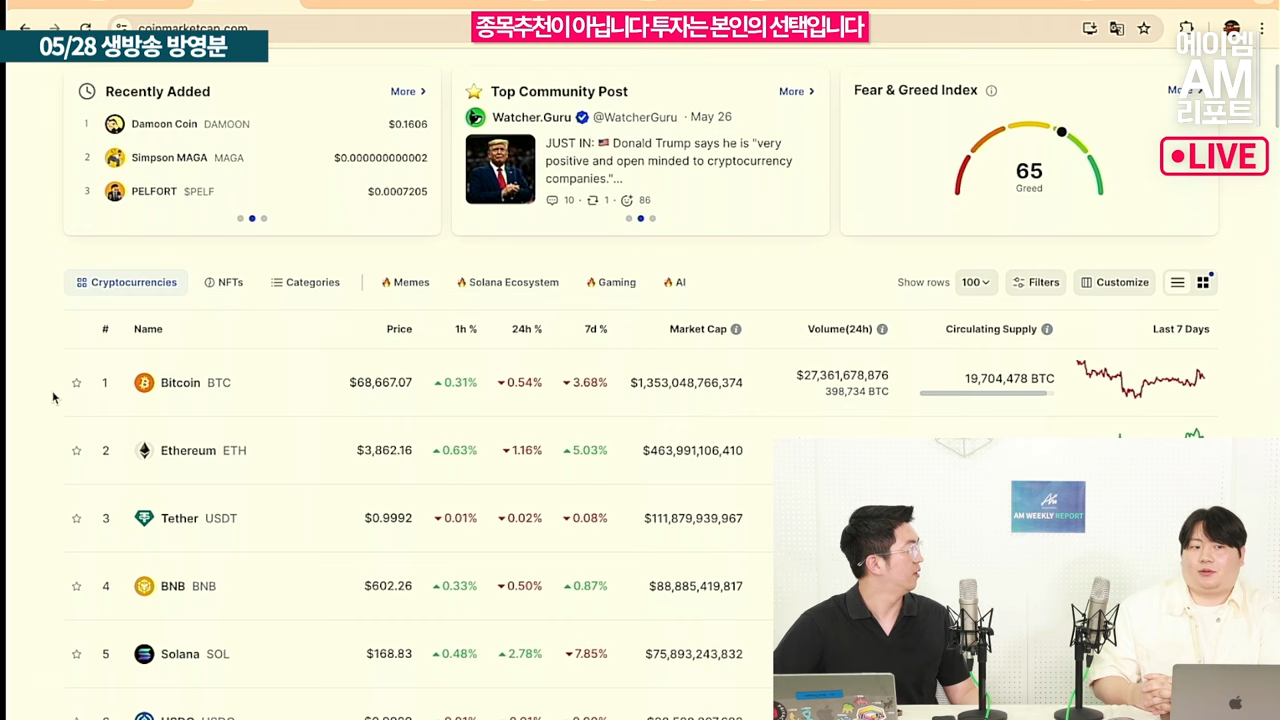 coinmarketcap.com
종목추천이 아닙니다 투자는 본인의 선택입니다
05/28 생방송 방영분
에이엠
AM
리포트
LIVE
Recently Added
More >
1 Damoon Coin DAMOON $0.1606
2 Simpson MAGA MAGA $0.000000000002
3 PELFORT $PELF $0.0007205
Top Community Post
More >
Watcher.Guru @WatcherGuru · May 26
JUST IN: 🇺🇸 Donald Trump says he is "very
positive and open minded to cryptocurrency
companies."...
10 · 1 · 86
Fear & Greed Index
65
Greed
Cryptocurrencies NFTs Categories 🔥 Memes 🔥 Solana Ecosystem 🔥 Gaming 🔥 AI Show rows 100 Filters Customize
# Name Price 1h % 24h % 7d % Market Cap Volume(24h) Circulating Supply Last 7 Days
1 Bitcoin BTC $68,667.07 0.31% 0.54% 3.68% $1,353,048,766,374 $27,361,678,876 19,704,478 BTC
398,734 BTC
2 Ethereum ETH $3,862.16 0.63% 1.16% 5.03% $463,991,106,410
3 Tether USDT $0.9992 0.01% 0.02% 0.08% $111,879,939,967
4 BNB BNB $602.26 0.33% 0.50% 0.87% $88,885,419,817
5 Solana SOL $168.83 0.48% 2.78% 7.85% $75,893,243,832
AM WEEKLY REPORT